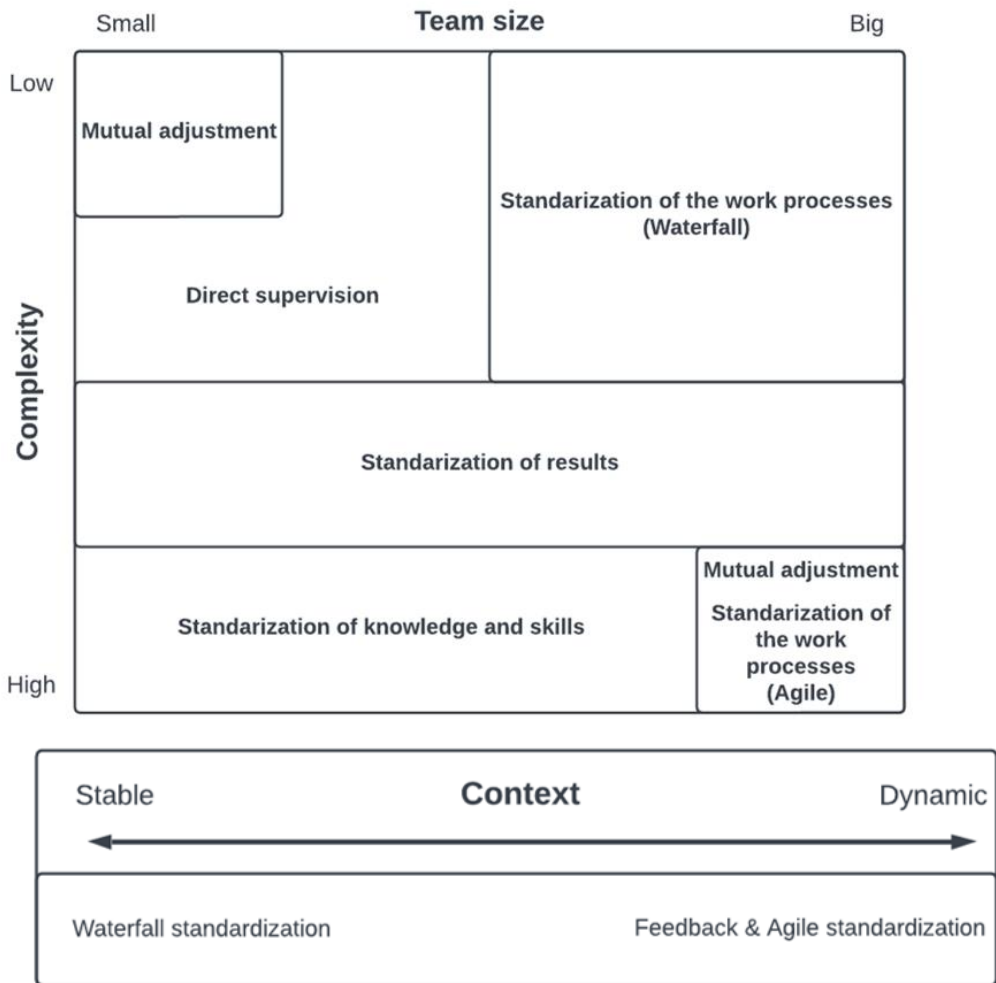 Small
Team size
Big
Low
Mutual adjustment
Standarization of the work processes
(Waterfall)
Direct supervision
Complexity
Standarization of results
Mutual adjustment
Standarization of knowledge and skills
Standarization of
the work
processes
(Agile)
High
Stable
Context
Dynamic
Waterfall standardization
Feedback & Agile standardization